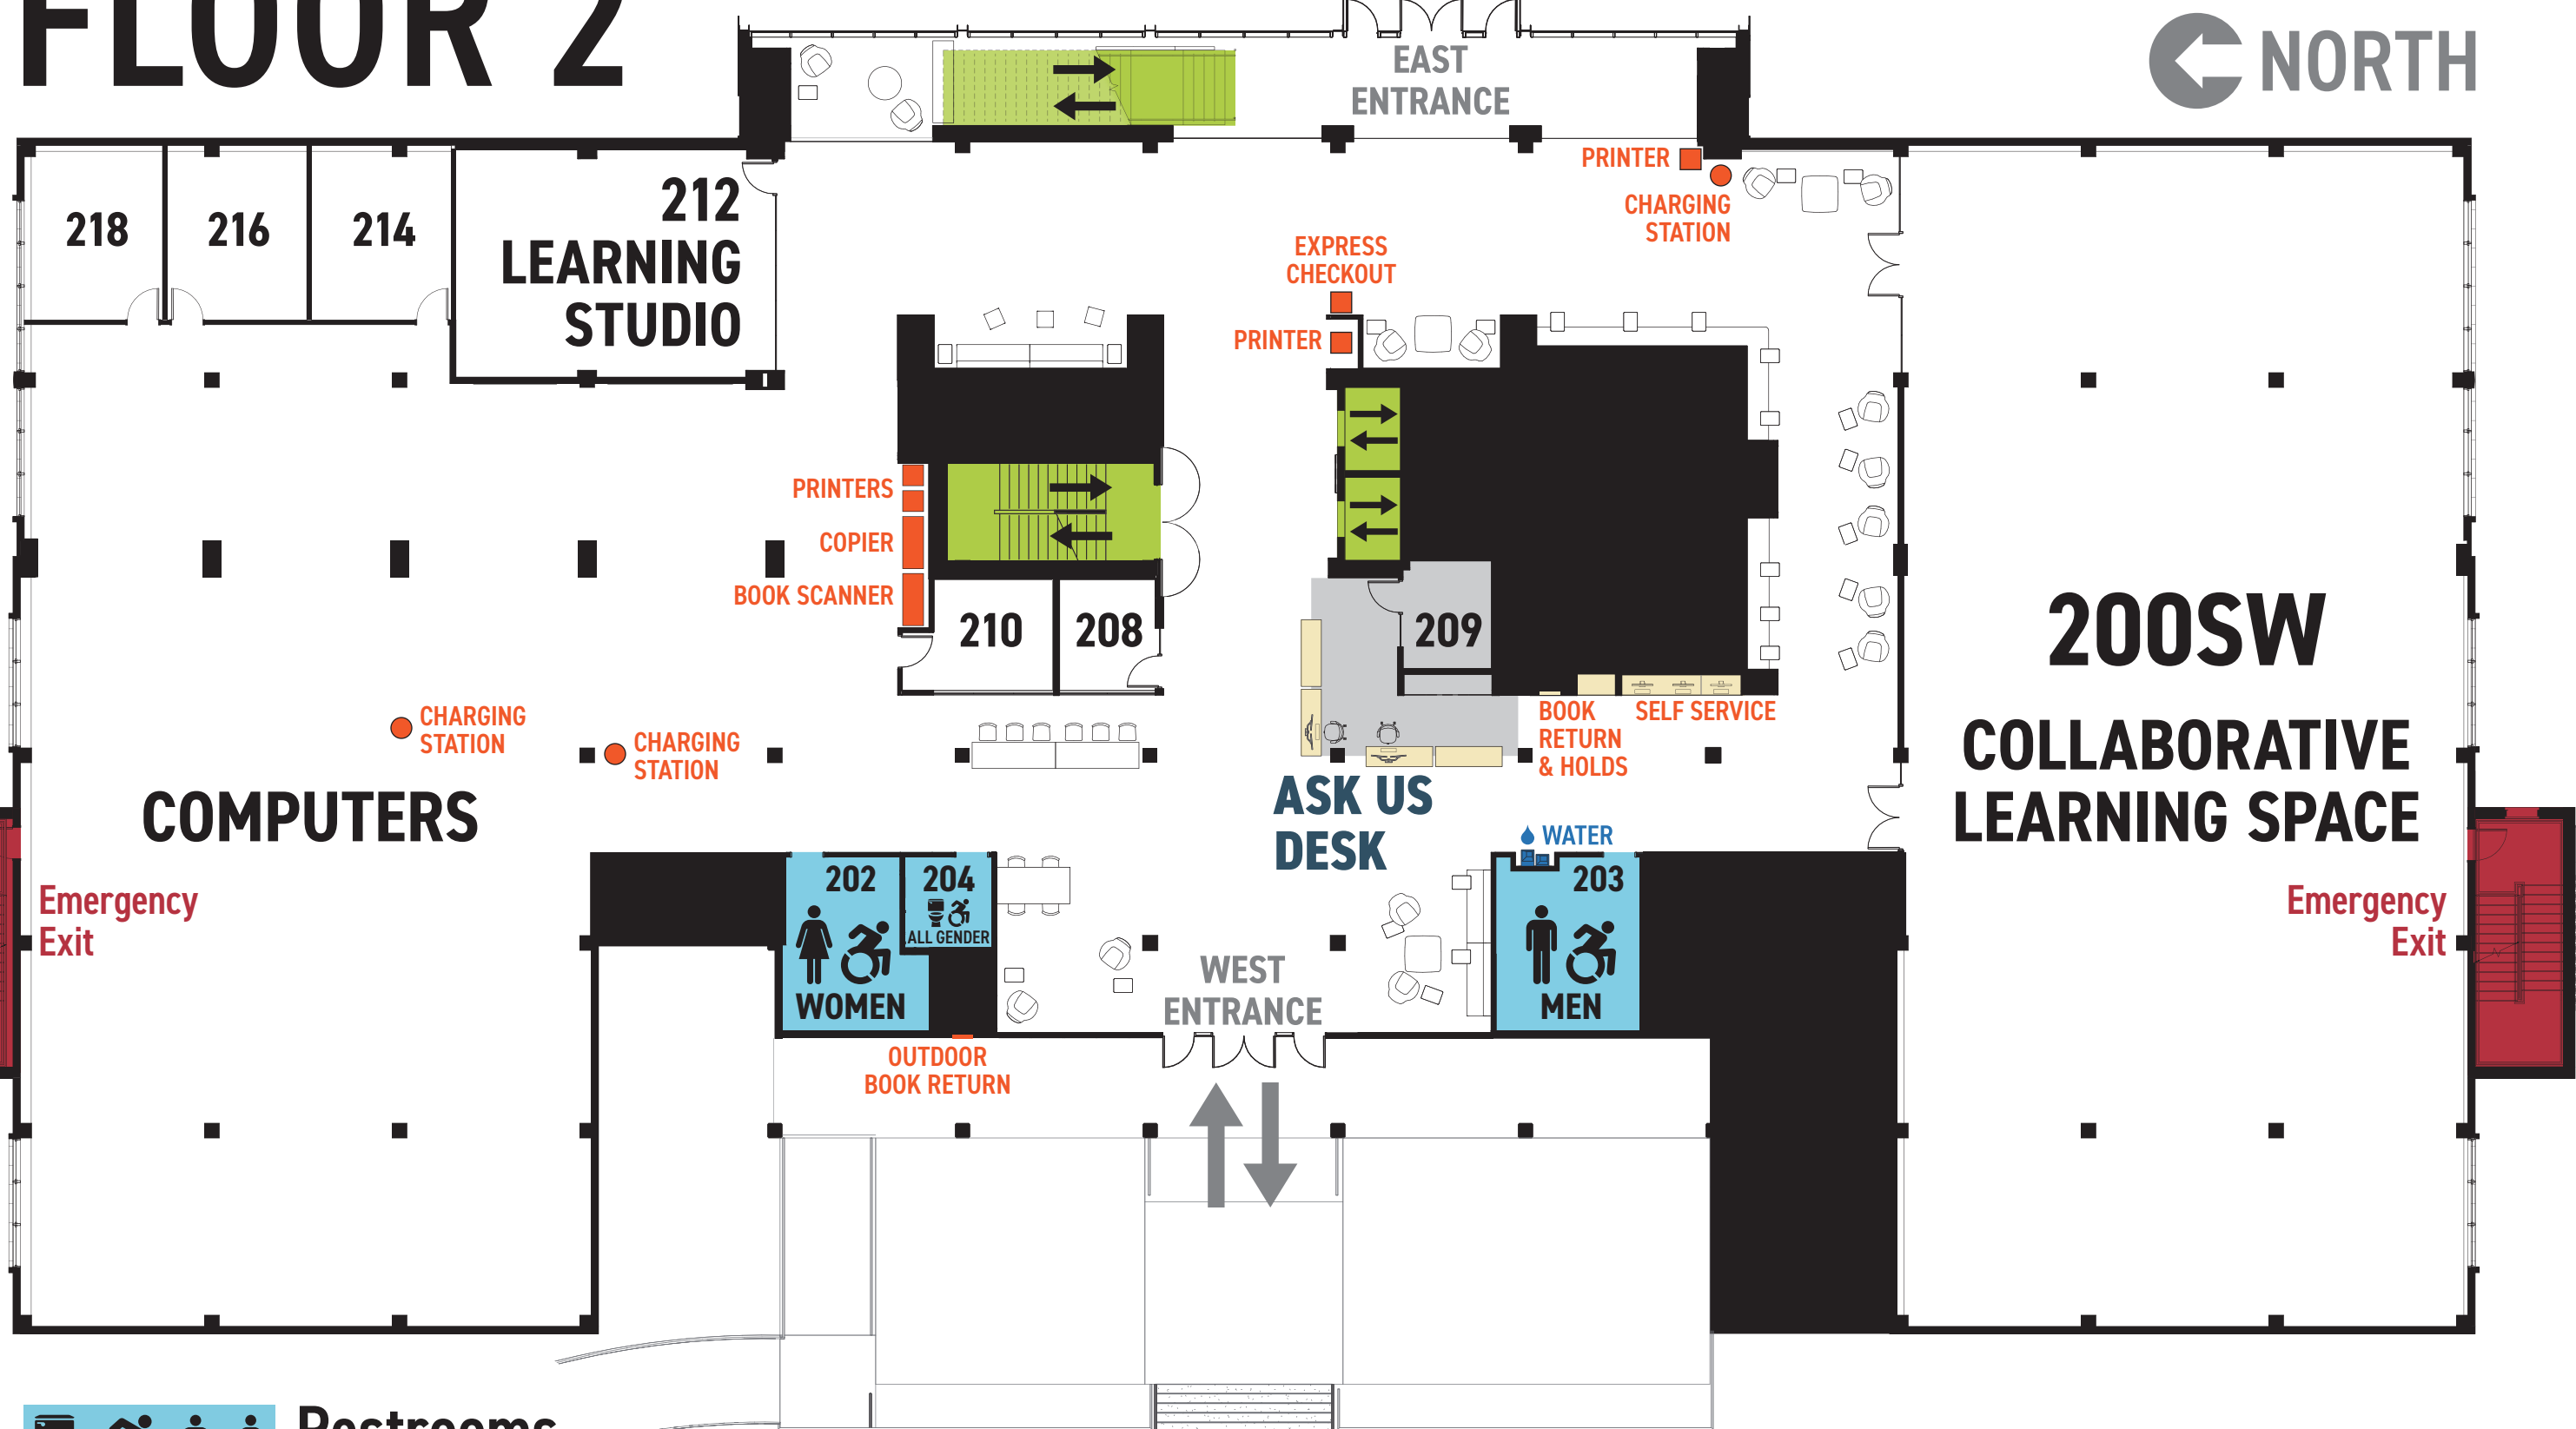 FLOOR 2
EAST
ENTRANCE
NORTH
PRINTER
CHARGING
STATION
218
216
214
212
LEARNING
STUDIO
EXPRESS
CHECKOUT
PRINTER
PRINTERS
COPIER
BOOK SCANNER
210
208
209
200SW
COLLABORATIVE
LEARNING SPACE
CHARGING
STATION
CHARGING
STATION
BOOK
RETURN
& HOLDS
SELF SERVICE
COMPUTERS
ASK US
DESK
WATER
Emergency
Exit
202
WOMEN
204
ALL GENDER
203
MEN
Emergency
Exit
WEST
ENTRANCE
OUTDOOR
BOOK RETURN
Restrooms